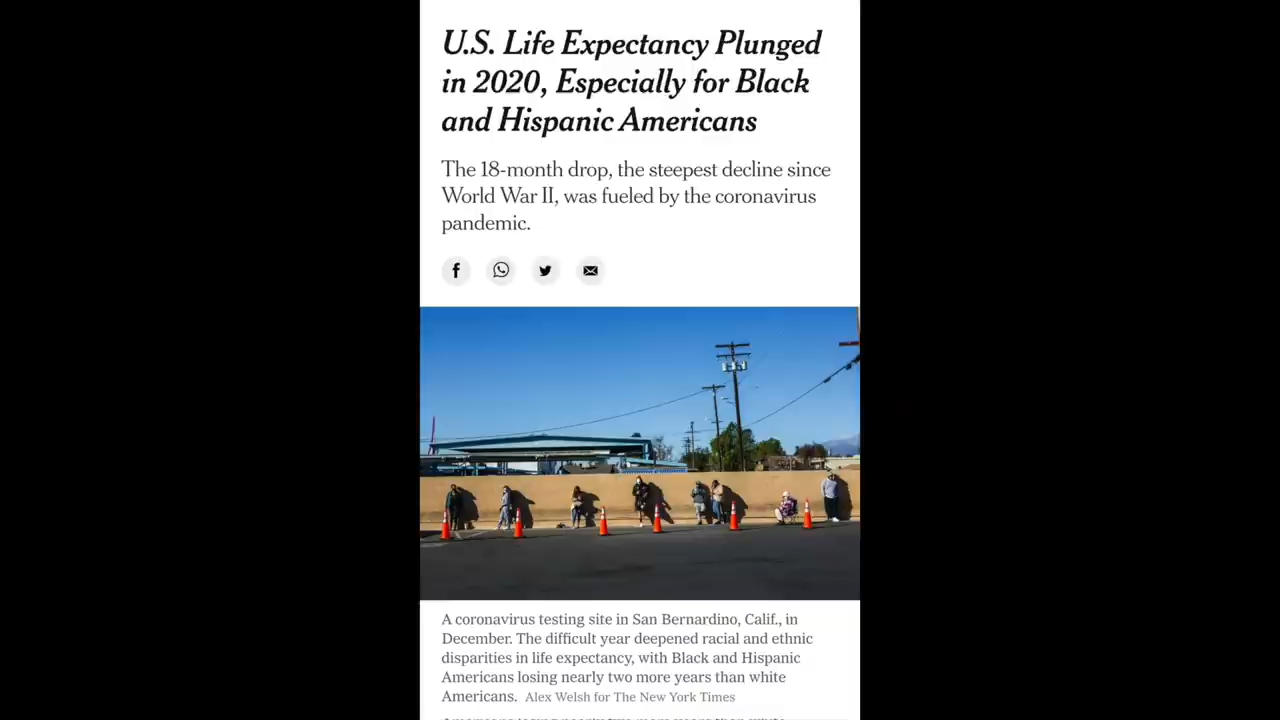 U.S. Life Expectancy Plunged
in 2020, Especially for Black
and Hispanic Americans
The 18-month drop, the steepest decline since
World War II, was fueled by the coronavirus
pandemic.
A coronavirus testing site in San Bernardino, Calif., in
December. The difficult year deepened racial and ethnic
disparities in life expectancy, with Black and Hispanic
Americans losing nearly two more years than white
Americans. Alex Welsh for The New York Times